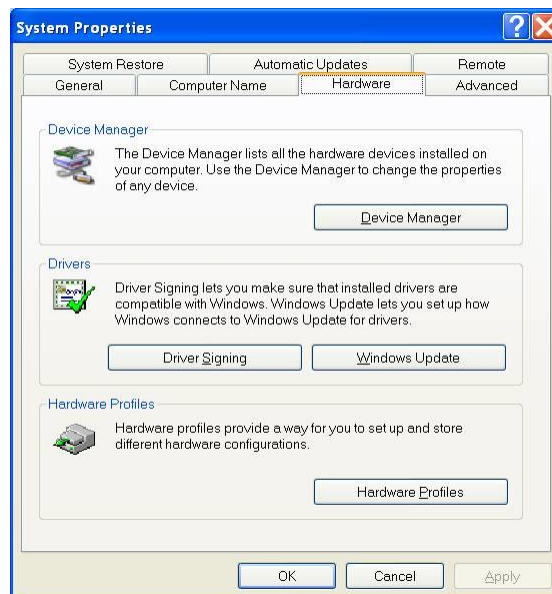 System Properties
System Restore Automatic Updates Remote
General Computer Name Hardware Advanced
Device Manager
The Device Manager lists all the hardware devices installed on
your computer. Use the Device Manager to change the properties
of any device.
Device Manager
Drivers
Driver Signing lets you make sure that installed drivers are
compatible with Windows. Windows Update lets you set up how
Windows connects to Windows Update for drivers.
Driver Signing Windows Update
Hardware Profiles
Hardware profiles provide a way for you to set up and store
different hardware configurations.
Hardware Profiles
OK Cancel Apply